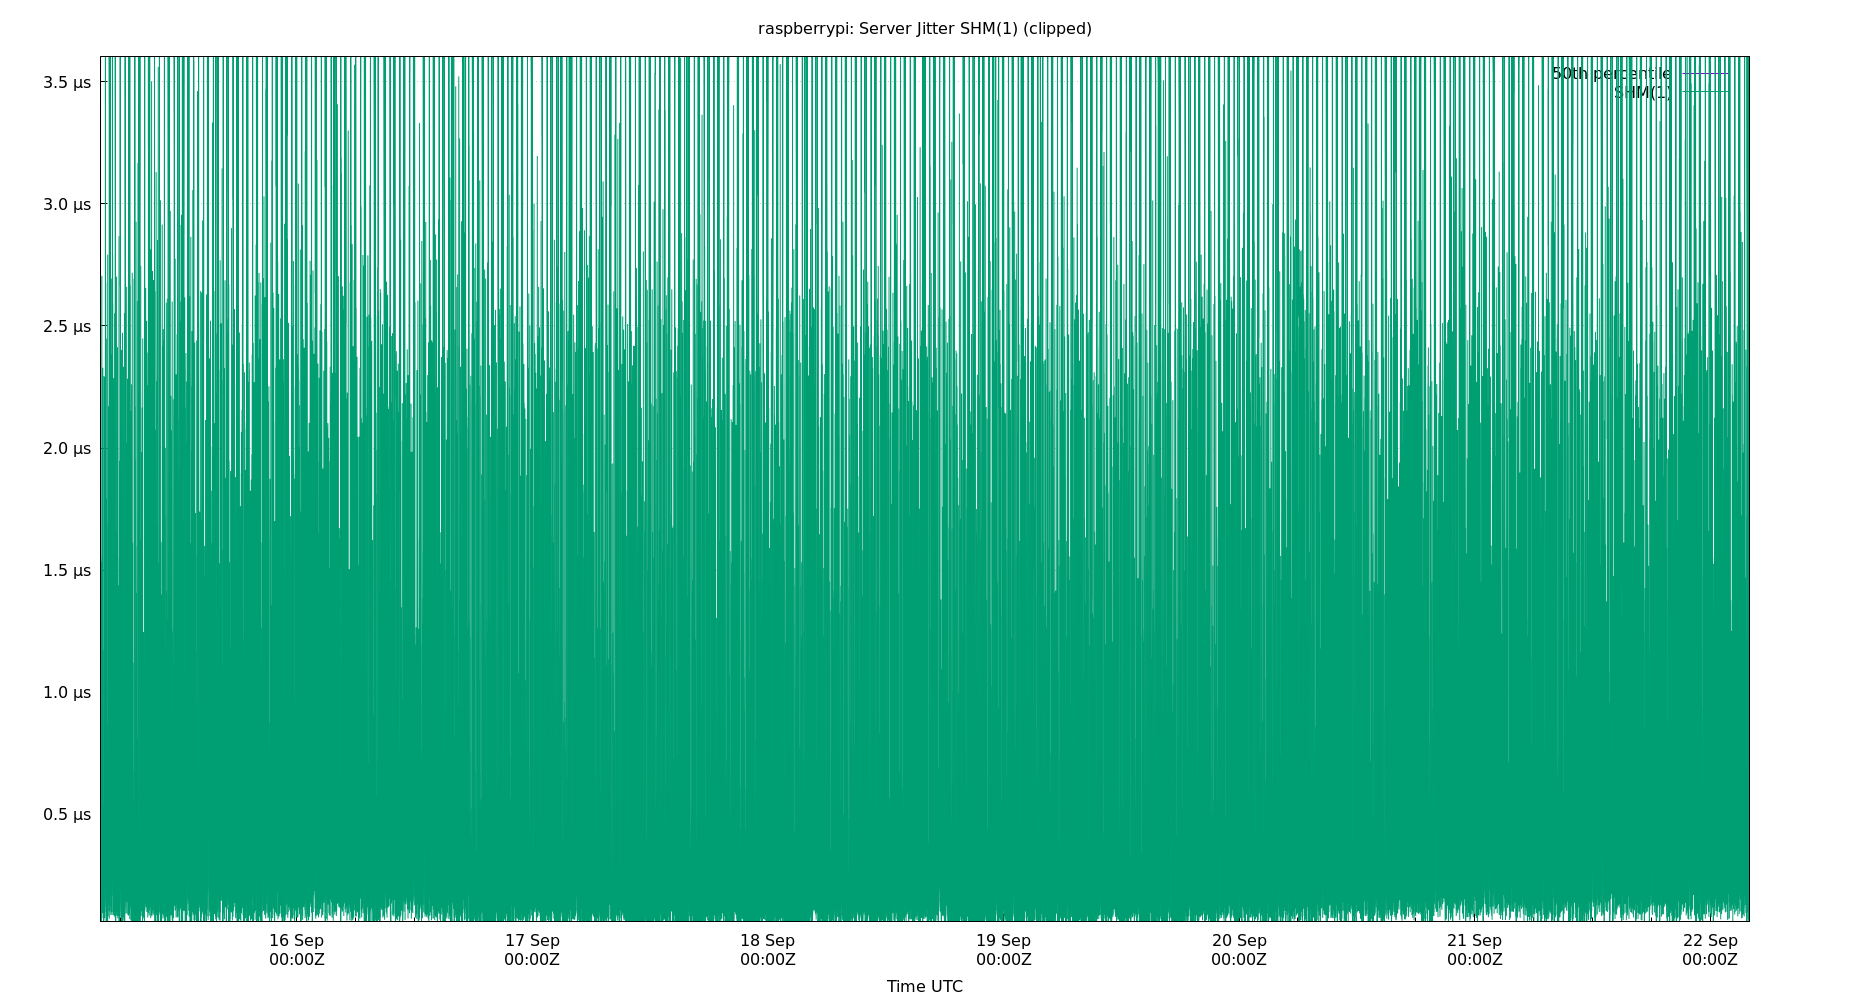 raspberrypi: Server Jitter SHM(1) (clipped)
50th percentile
SHM(1)
3.5 µs
3.0 µs
2.5 µs
2.0 µs
1.5 µs
1.0 µs
0.5 µs
16 Sep 17 Sep 18 Sep 19 Sep 20 Sep 21 Sep 22 Sep
00:00Z 00:00Z 00:00Z 00:00Z 00:00Z 00:00Z 00:00Z
Time UTC